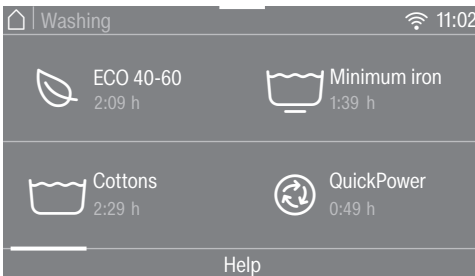 Washing 11:02
ECO 40-60
2:09 h
Minimum iron
1:39 h
Cottons
2:29 h
QuickPower
0:49 h
Help